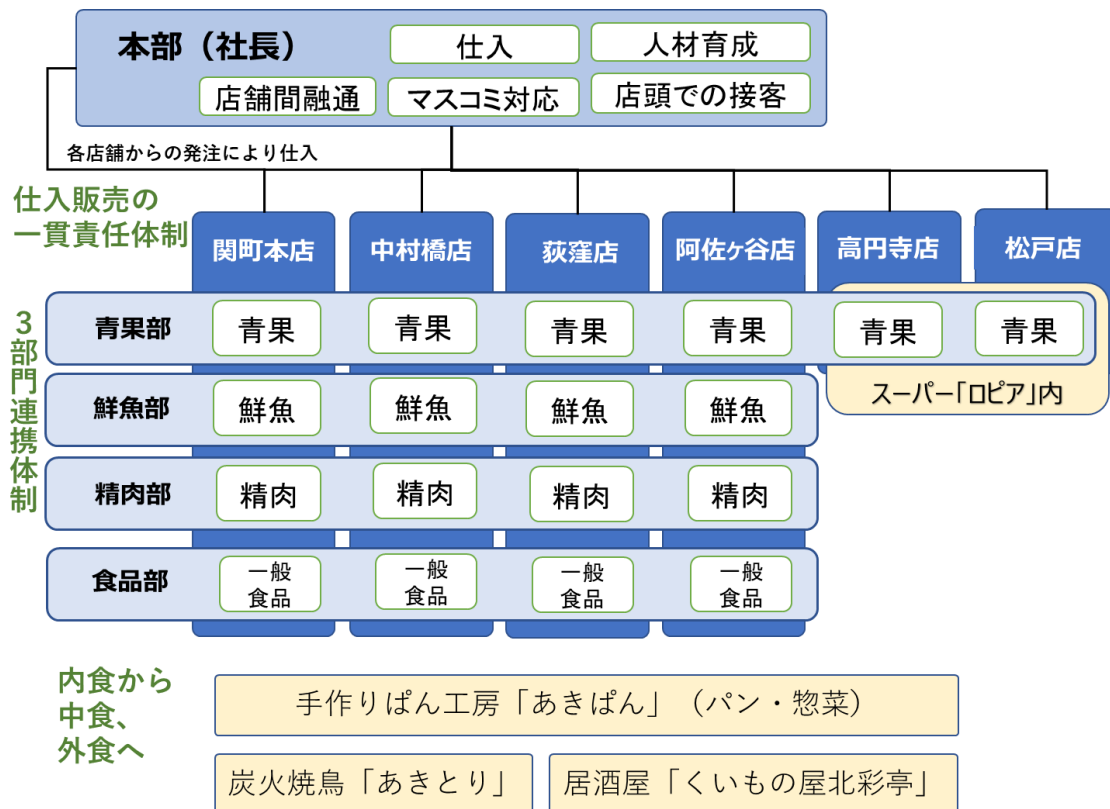 本部（社長）
仕入
人材育成
店舗間融通
マスコミ対応
店頭での接客
各店舗からの発注により仕入
仕入販売の
一貫責任体制
関町本店
中村橋店
荻窪店
阿佐ヶ谷店
高円寺店
松戸店
3部門連携体制
青果部
青果
青果
青果
青果
青果
青果
スーパー「ロピア」内
鮮魚部
鮮魚
鮮魚
鮮魚
鮮魚
精肉部
精肉
精肉
精肉
精肉
食品部
一般
食品
一般
食品
一般
食品
一般
食品
内食から
中食、
外食へ
手作りぱん工房「あきぱん」（パン・惣菜）
炭火焼鳥「あきとり」
居酒屋「くいもの屋北彩亭」